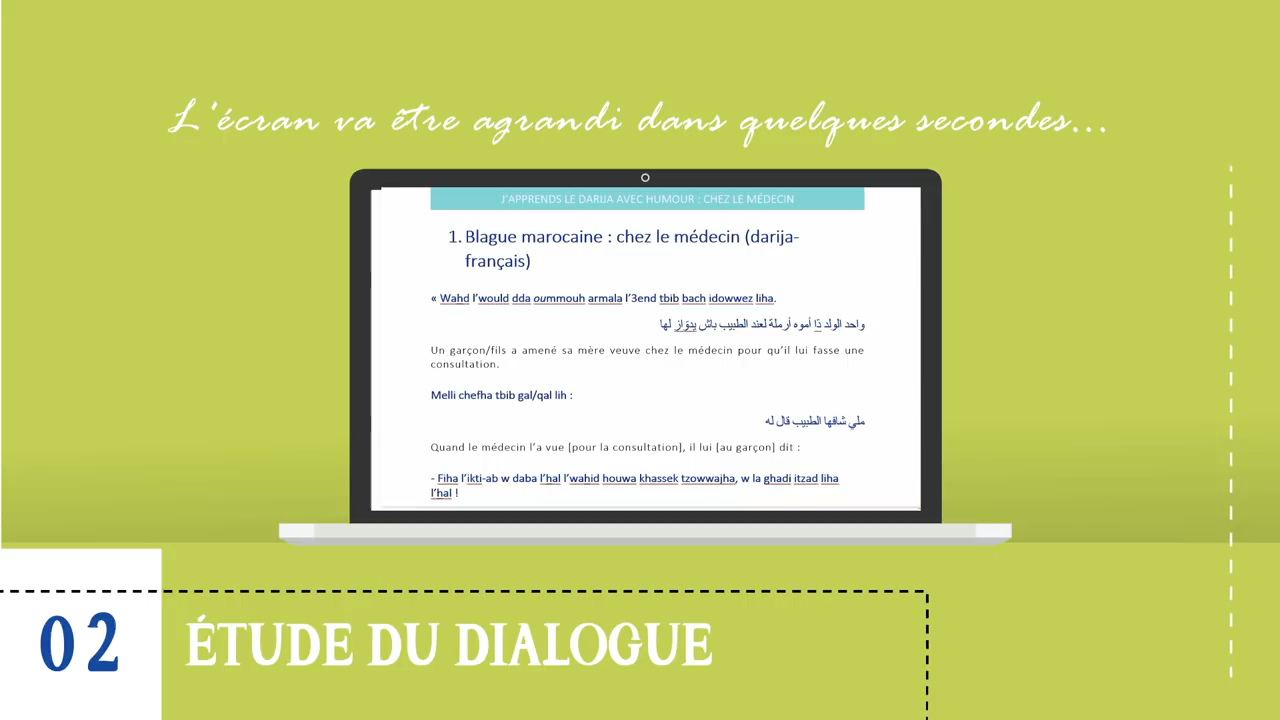 L'écran va être agrandi dans quelques secondes...
J'APPRENDS LE DARIJA AVEC HUMOUR : CHEZ LE MÉDECIN
1. Blague marocaine : chez le médecin (darija-
français)
« Wahd l'would dda oummouh armala l'3end tbib bach idowwez liha.
واحد الولد دّا أموه أرملة لعند الطبيب باش يدوّاز لها
Un garçon/fils a amené sa mère veuve chez le médecin pour qu'il lui fasse une
consultation.
Melli chefha tbib gal/qal lih :
ملي شافها الطبيب قال له
Quand le médecin l'a vue [pour la consultation], il lui [au garçon] dit :
- Fiha l'ikti-ab w daba l'hal l'wahid houwa khassek tzowwajha, w la ghadi itzad liha
l'hal !
02 ÉTUDE DU DIALOGUE